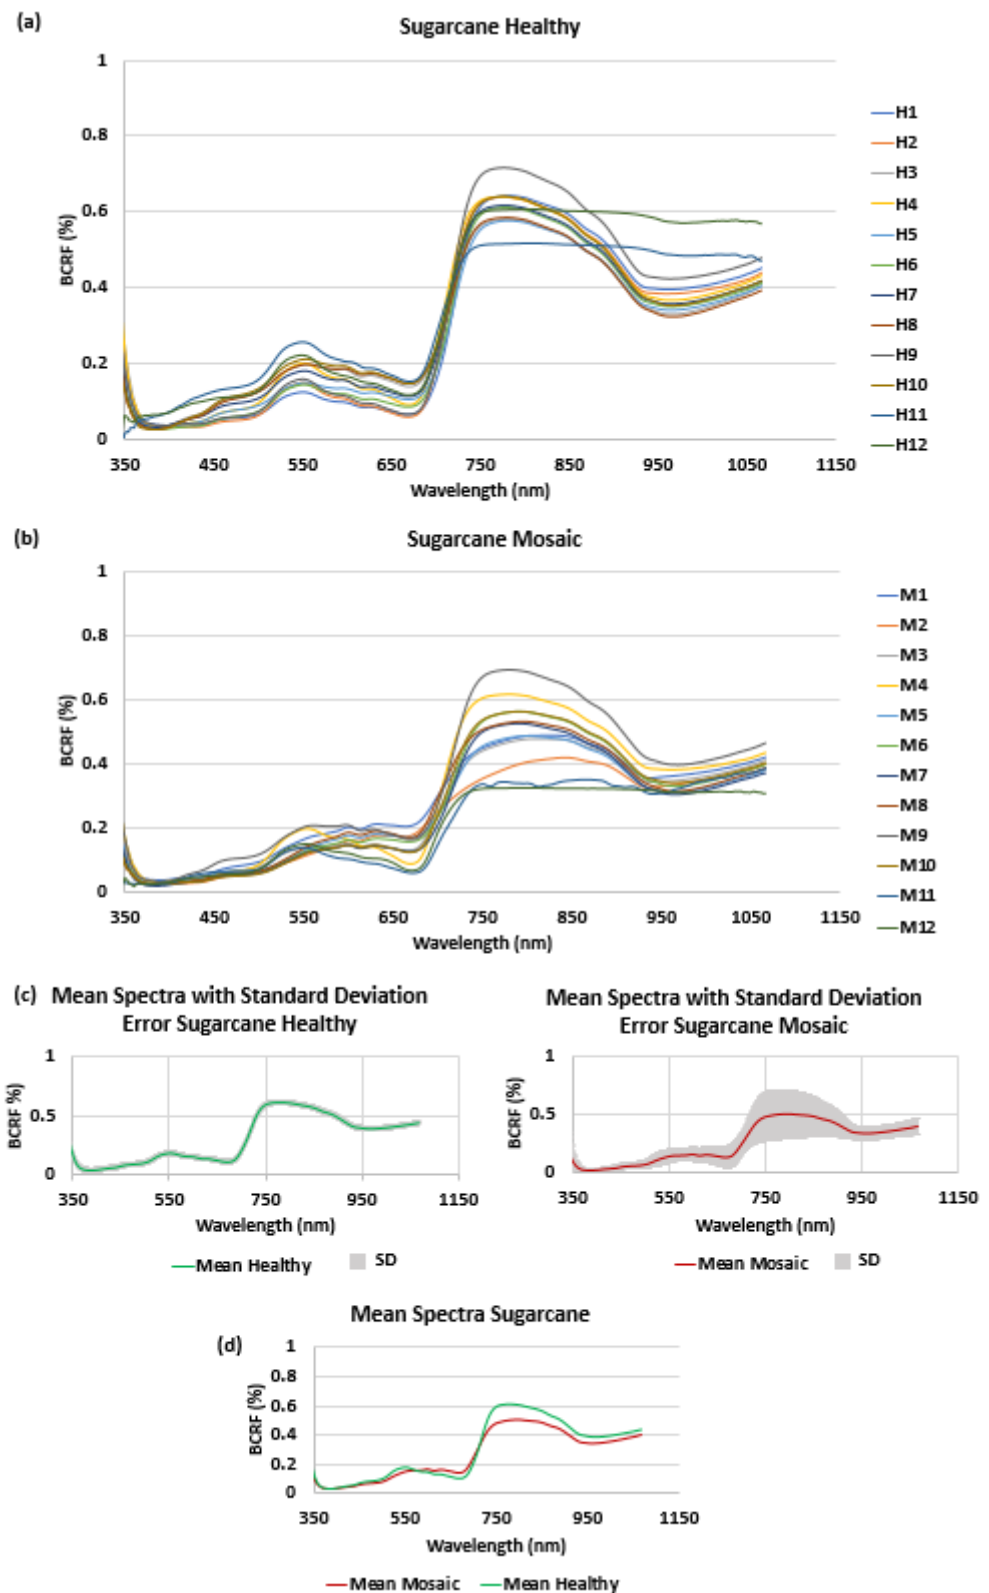 (a)
Sugarcane Healthy
1
0.8
0.6
0.4
0.2
0
BCRF (%)
350 450 550 650 750 850 950 1050 1150
Wavelength (nm)
H1
H2
H3
H4
H5
H6
H7
H8
H9
H10
H11
H12
(b)
Sugarcane Mosaic
1
0.8
0.6
0.4
0.2
0
BCRF (%)
350 450 550 650 750 850 950 1050 1150
Wavelength (nm)
M1
M2
M3
M4
M5
M6
M7
M8
M9
M10
M11
M12
(c) Mean Spectra with Standard Deviation
Error Sugarcane Healthy
1
0.5
0
BCRF %)
350 550 750 950 1150
Wavelength (nm)
Mean Healthy SD
Mean Spectra with Standard Deviation
Error Sugarcane Mosaic
1
0.5
0
BCRF (%)
350 550 750 950 1150
Wavelength (nm)
Mean Mosaic SD
Mean Spectra Sugarcane
(d)
1
0.8
0.6
0.4
0.2
0
BCRF (%)
350 550 750 950 1150
Wavelength (nm)
Mean Mosaic Mean Healthy